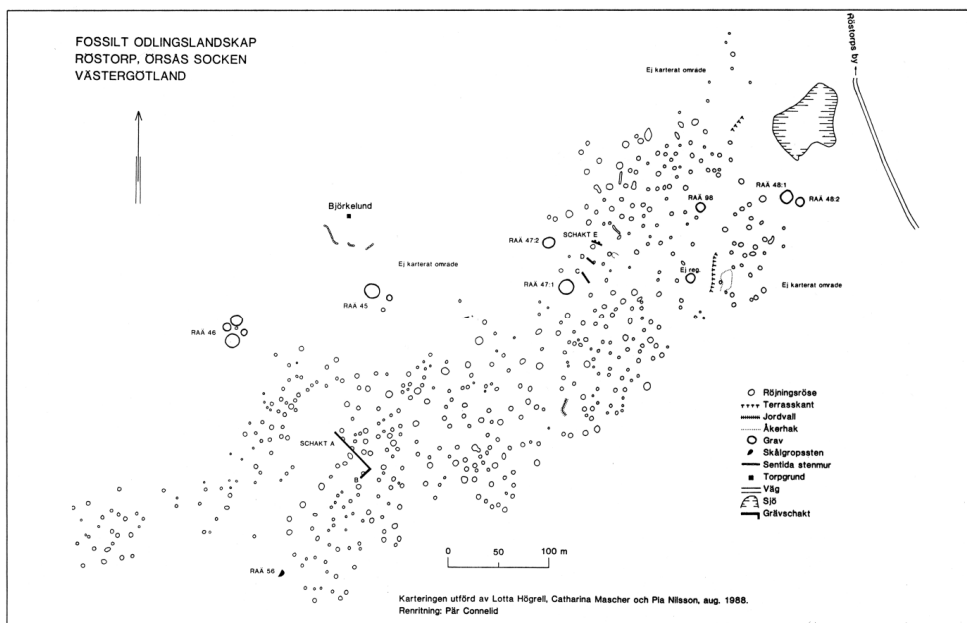 FOSSILT ODLINGSLANDSKAP
RÖSTORP, ÖRSÅS SOCKEN
VÄSTERGÖTLAND
Ej karterat område
Röstorps by
Björkelund
RAÄ 47:2
SCHAKT E
D
C
RAÄ 98
RAÄ 48:1
RAÄ 48:2
Ej karterat område
RAÄ 45
RAÄ 47:1
Ej reg.
Ej karterat område
RAÄ 46
SCHAKT A
B
RAÄ 56
Röjningsröse
Terrasskant
Jordvall
Åkerhak
Grav
Skålgropssten
Sentida stenmur
Torpgrund
Väg
Sjö
Grävschakt
0 50 100 m
Karteringen utförd av Lotta Högrell, Catharina Mascher och Pia Nilsson, aug. 1988.
Renritning: Pär Connelid